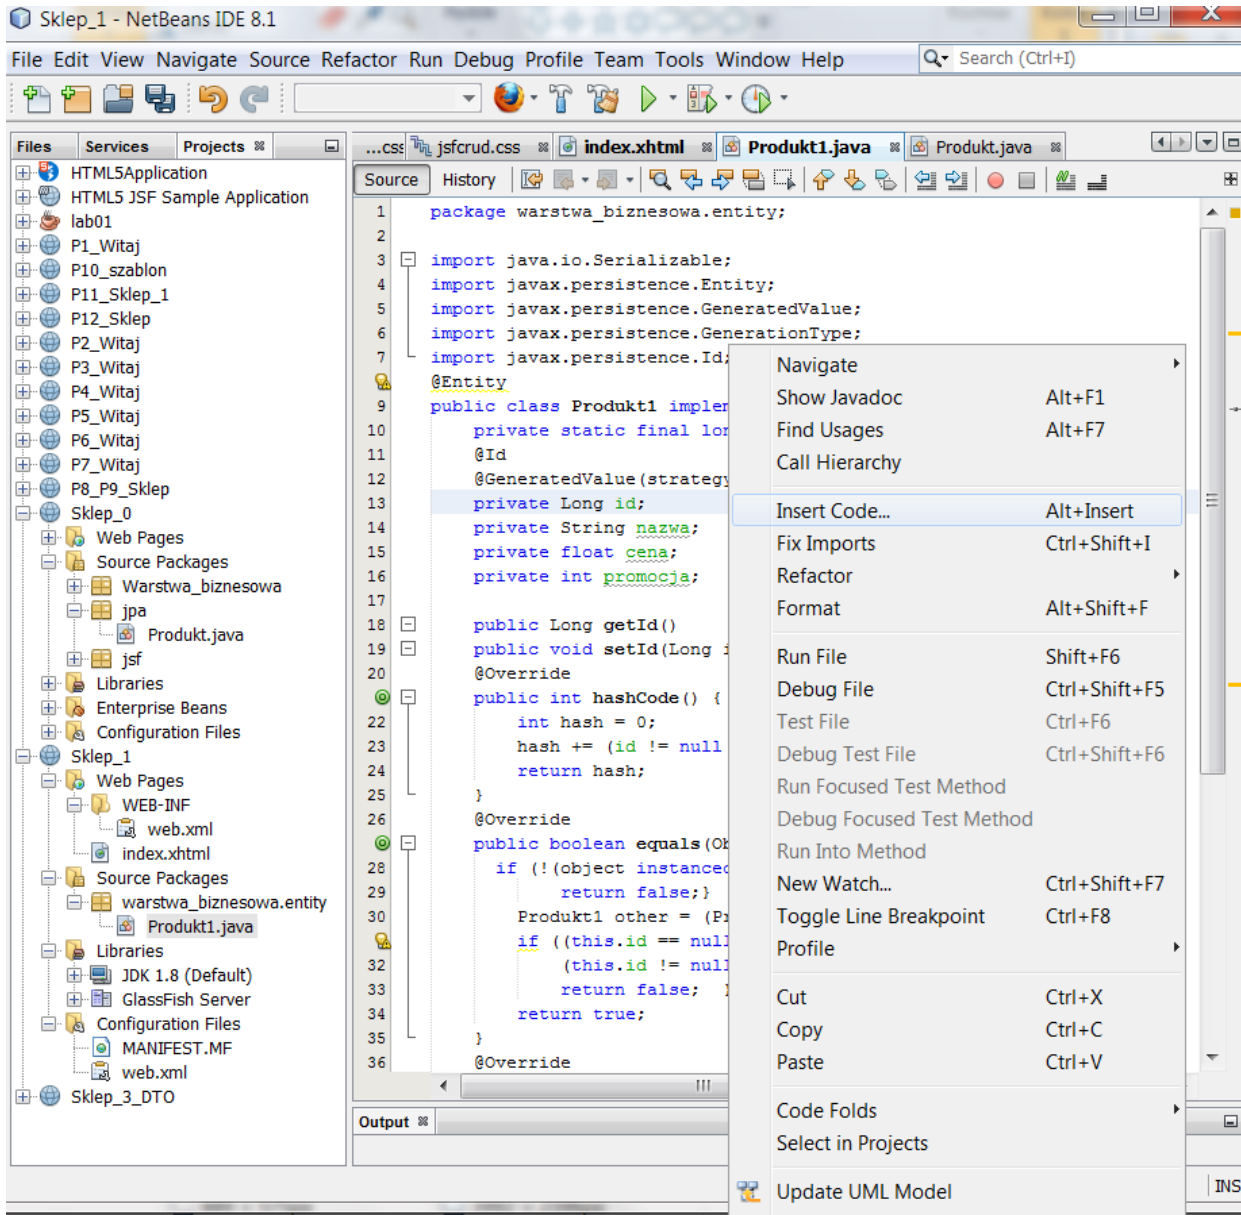 Sklep_1 - NetBeans IDE 8.1
File Edit View Navigate Source Refactor Run Debug Profile Team Tools Window Help
Search (Ctrl+I)
Files Services Projects
HTML5Application
HTML5 JSF Sample Application
lab01
P1_Witaj
P10_szablon
P11_Sklep_1
P12_Sklep
P2_Witaj
P3_Witaj
P4_Witaj
P5_Witaj
P6_Witaj
P7_Witaj
P8_P9_Sklep
Sklep_0
Web Pages
Source Packages
Warstwa_biznesowa
jpa
Produkt.java
jsf
Libraries
Enterprise Beans
Configuration Files
Sklep_1
Web Pages
WEB-INF
web.xml
index.xhtml
Source Packages
warstwa_biznesowa.entity
Produkt1.java
Libraries
JDK 1.8 (Default)
GlassFish Server
Configuration Files
MANIFEST.MF
web.xml
Sklep_3_DTO
...css jsfcrud.css index.xhtml Produkt1.java Produkt.java
Source History
1 package warstwa_biznesowa.entity;
2
3 import java.io.Serializable;
4 import javax.persistence.Entity;
5 import javax.persistence.GeneratedValue;
6 import javax.persistence.GenerationType;
7 import javax.persistence.Id;
@Entity
9 public class Produkt1 implem
10 private static final lon
11 @Id
12 @GeneratedValue(strategy
13 private Long id;
14 private String nazwa;
15 private float cena;
16 private int promocja;
17
18 public Long getId()
19 public void setId(Long i
20 @Override
public int hashCode() {
22 int hash = 0;
23 hash += (id != null
24 return hash;
25 }
26 @Override
public boolean equals(Ob
28 if (!(object instanceo
29 return false;}
30 Produkt1 other = (Pr
if ((this.id == null
32 (this.id != null
33 return false; }
34 return true;
35 }
36 @Override
Output
INS
Navigate
Show Javadoc Alt+F1
Find Usages Alt+F7
Call Hierarchy
Insert Code... Alt+Insert
Fix Imports Ctrl+Shift+I
Refactor
Format Alt+Shift+F
Run File Shift+F6
Debug File Ctrl+Shift+F5
Test File Ctrl+F6
Debug Test File Ctrl+Shift+F6
Run Focused Test Method
Debug Focused Test Method
Run Into Method
New Watch... Ctrl+Shift+F7
Toggle Line Breakpoint Ctrl+F8
Profile
Cut Ctrl+X
Copy Ctrl+C
Paste Ctrl+V
Code Folds
Select in Projects
Update UML Model